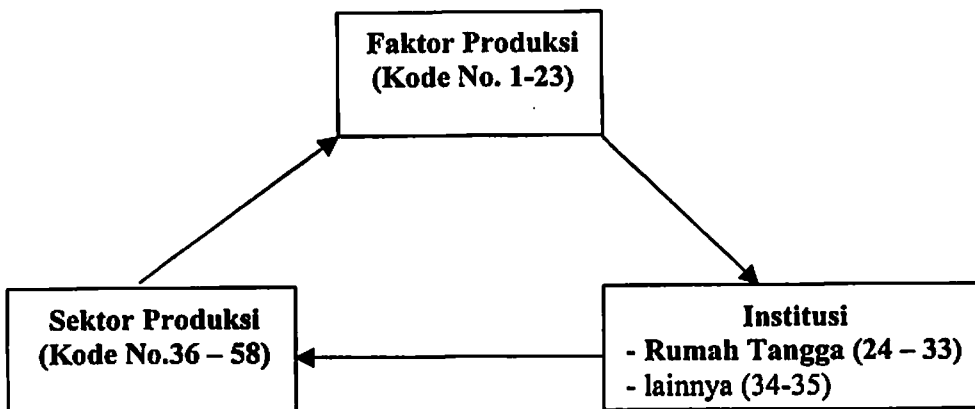 Faktor Produksi
(Kode No. 1-23)
Sektor Produksi
(Kode No.36 – 58)
Institusi
- Rumah Tangga (24 – 33)
- lainnya (34-35)